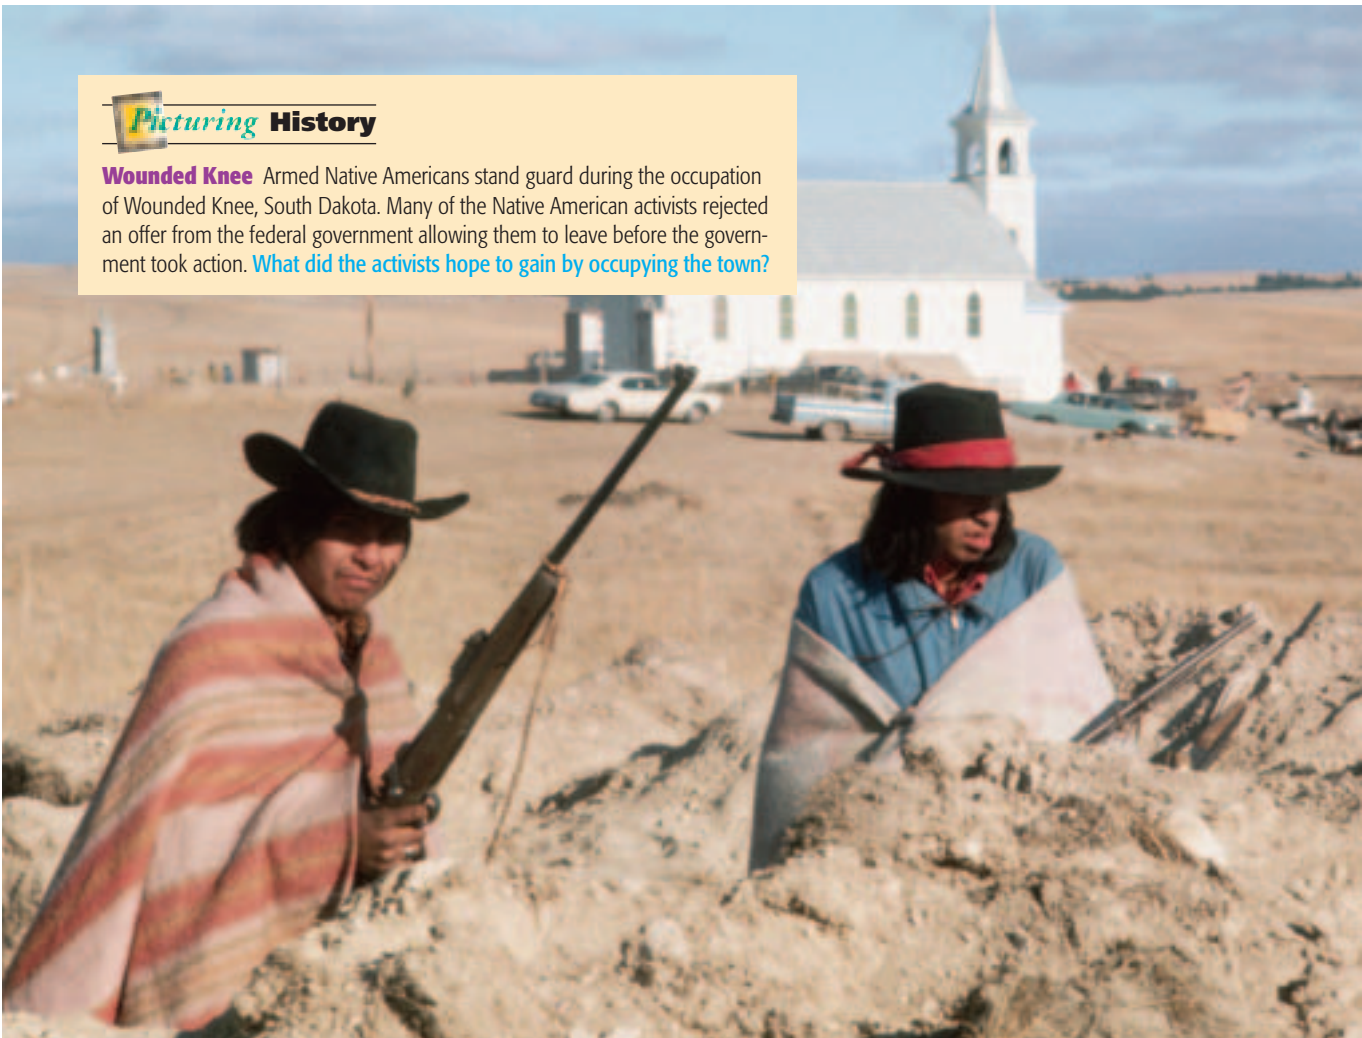 Picturing History
Wounded Knee Armed Native Americans stand guard during the occupation
of Wounded Knee, South Dakota. Many of the Native American activists rejected
an offer from the federal government allowing them to leave before the govern-
ment took action. What did the activists hope to gain by occupying the town?